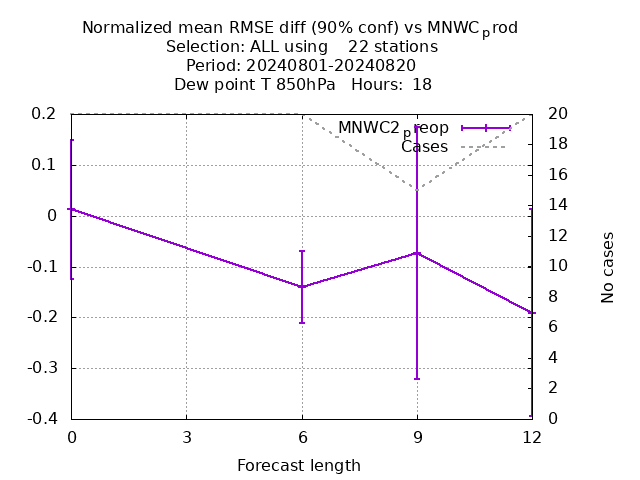 Normalized mean RMSE diff (90% conf) vs MNWCprod
Selection: ALL using 22 stations
Period: 20240801-20240820
Dew point T 850hPa Hours: 18
MNWC2preop
Cases
0.2
0.1
0
-0.1
-0.2
-0.3
-0.4
20
18
16
14
12
10
8
6
4
2
0
No cases
0 3 6 9 12
Forecast length